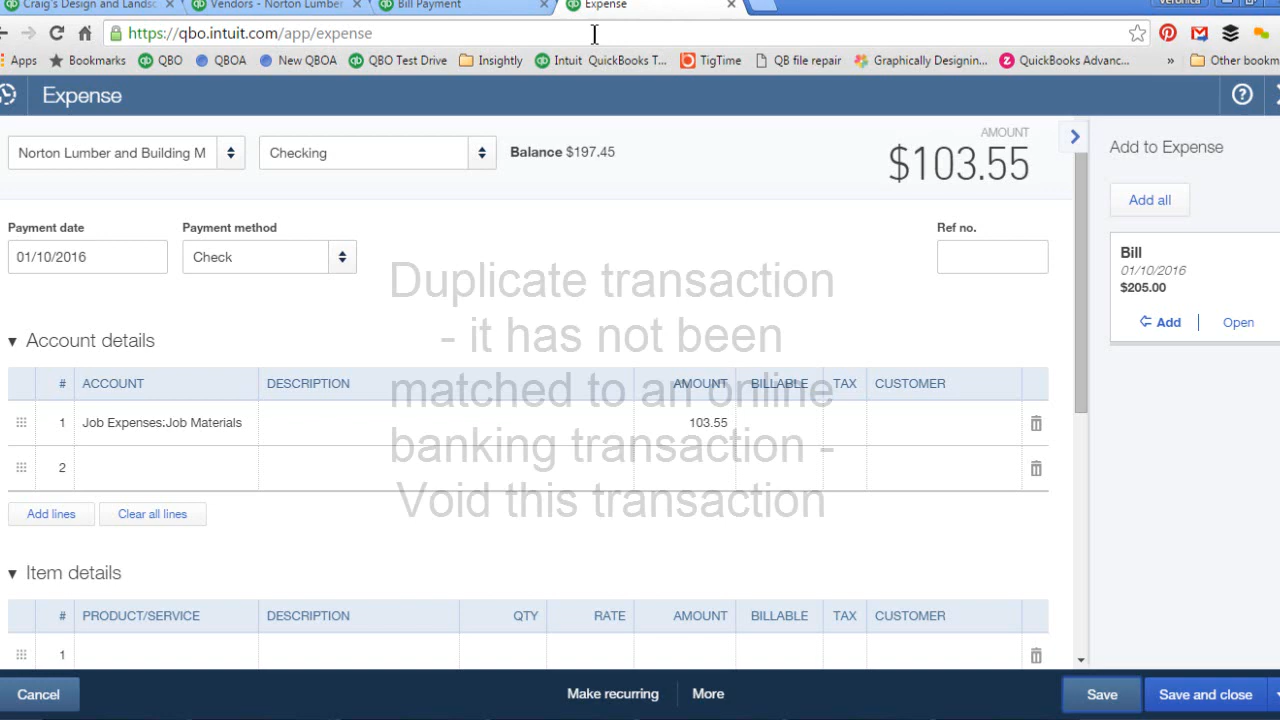 Craig's Design and Landsc
Vendors - Norton Lumber
Bill Payment
Expense
Veronica
https://qbo.intuit.com/app/expense
Apps
Bookmarks
QBO
QBOA
New QBOA
QBO Test Drive
Insightly
Intuit QuickBooks T...
TigTime
QB file repair
Graphically Designin...
QuickBooks Advanc...
»
Other bookm
Expense
Norton Lumber and Building M
Checking
Balance $197.45
AMOUNT
$103.55
Add to Expense
Add all
Payment date
Payment method
Ref no.
01/10/2016
Check
Bill
01/10/2016
$205.00
Add
Open
Duplicate transaction
- it has not been
matched to an online
banking transaction -
Void this transaction
Account details
# ACCOUNT DESCRIPTION AMOUNT BILLABLE TAX CUSTOMER
1 Job Expenses:Job Materials 103.55
2
Add lines Clear all lines
Item details
# PRODUCT/SERVICE DESCRIPTION QTY RATE AMOUNT BILLABLE TAX CUSTOMER
1
Cancel
Make recurring
More
Save
Save and close